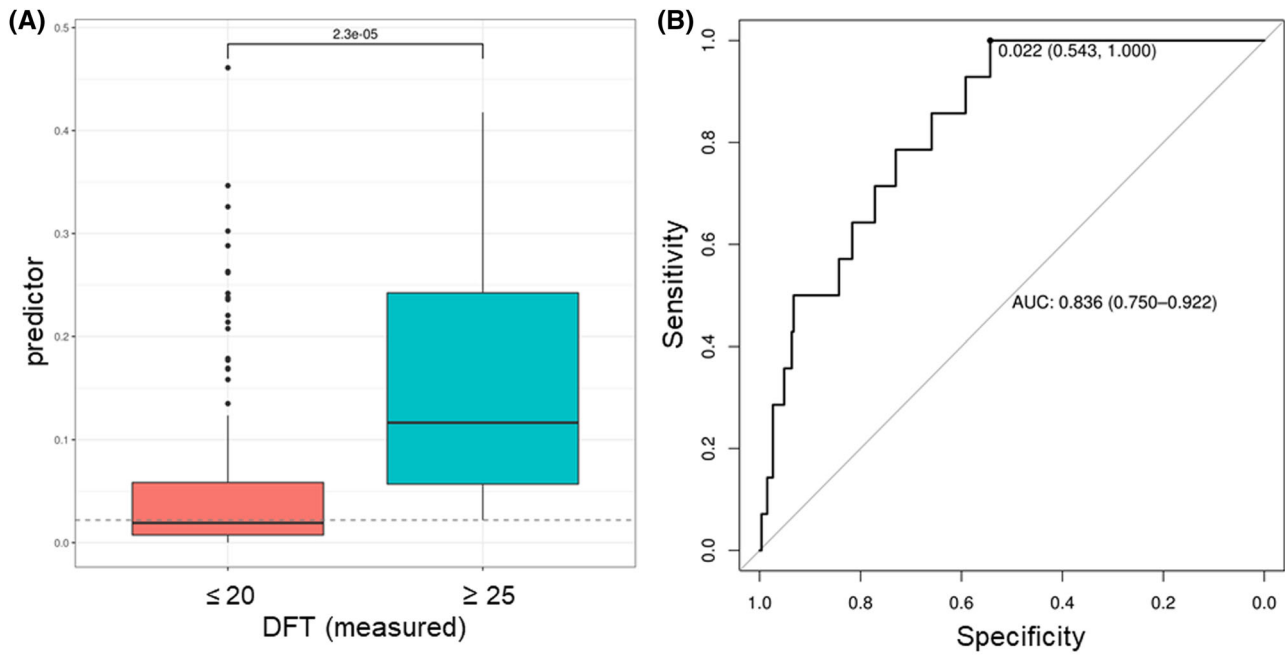 (A)
2.3e-05
0.5
0.4
0.3
0.2
0.1
0.0
predictor
≤ 20
≥ 25
DFT (measured)
(B)
1.0
0.8
0.6
0.4
0.2
0.0
Sensitivity
0.022 (0.543, 1.000)
AUC: 0.836 (0.750–0.922)
1.0 0.8 0.6 0.4 0.2 0.0
Specificity